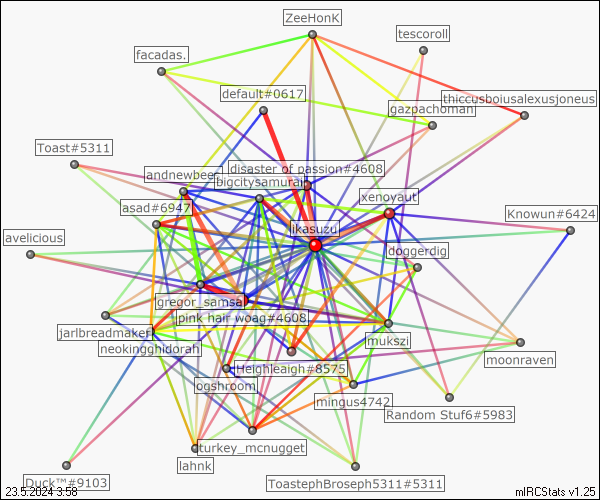 ZeeHonK
tescoroll
facadas.
default#0617
thiccusboiusalexusjoneus
gazpachoman
Toast#5311
disaster of passion#4608
andnewbeer
bigcitysamurai
xenoyaut
asad#6947
Knowun#6424
likasuzu
avelicious
doggerdig
gregor_samsa
pink hair woag#4608
jarlbreadmaker
mukszi
neokingghidorah
moonraven
Heighleaigh#8575
ogshroom
mingus4742
Random Stuf6#5983
turkey_mcnugget
lahnk
Duck™#9103
ToastephBroseph5311#5311
23.5.2024 3:58
mIRCStats v1.25